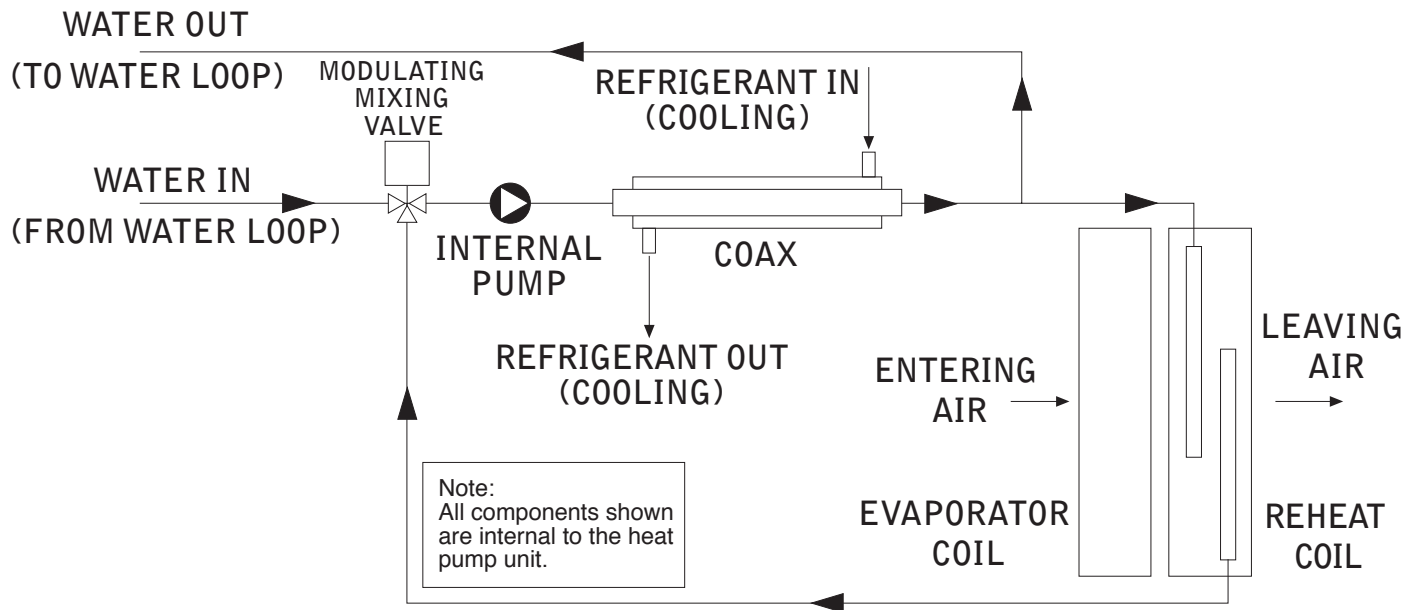 WATER OUT
(TO WATER LOOP)
MODULATING
MIXING
VALVE
REFRIGERANT IN
(COOLING)
WATER IN
(FROM WATER LOOP)
INTERNAL
PUMP
COAX
REFRIGERANT OUT
(COOLING)
ENTERING
AIR
LEAVING
AIR
Note:
All components shown
are internal to the heat
pump unit.
EVAPORATOR
COIL
REHEAT
COIL